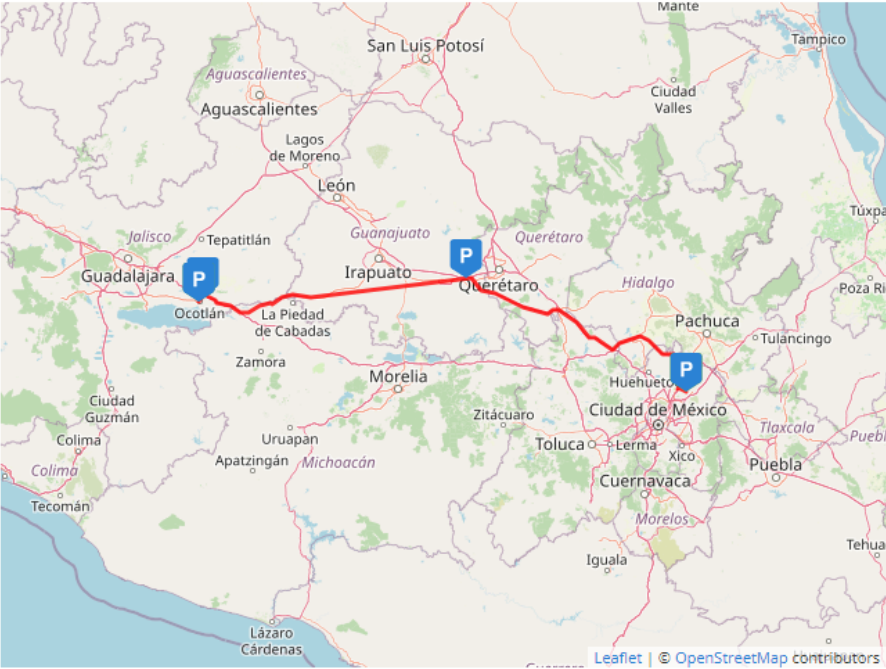 Mante
San Luis Potosí
Tampico
Aguascalientes
Ciudad
Valles
Aguascalientes
Lagos
de Moreno
León
Túxpa
Jalisco
Tepatitlán
Guanajuato
Querétaro
P
P
Guadalajara
Irapuato
Querétaro
Hidalgo
Poza Ri
Ocotlán
La Piedad
de Cabadas
Pachuca
Tulancingo
Zamora
Morelia
Huehueto
P
Ciudad
Guzmán
Zitácuaro
Ciudad de México
Tlaxcala
Puebl
Colima
Uruapan
Toluca
Lerma
Xico
Colima
Apatzingán
Michoacán
Puebla
Cuernavaca
Tecomán
Morelos
Iguala
Tehua
Lázaro
Cárdenas
Leaflet | © OpenStreetMap contributors